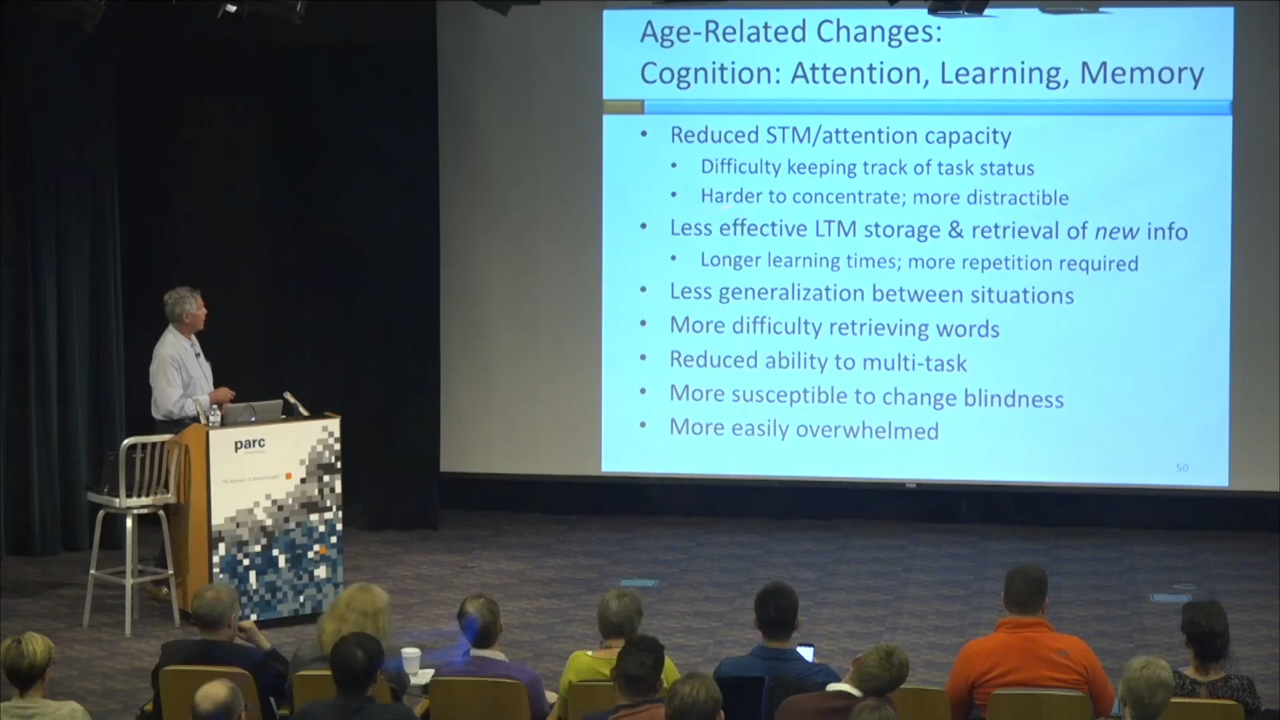 Age-Related Changes:
Cognition: Attention, Learning, Memory
• Reduced STM/attention capacity
• Difficulty keeping track of task status
• Harder to concentrate; more distractible
• Less effective LTM storage & retrieval of new info
• Longer learning times; more repetition required
• Less generalization between situations
• More difficulty retrieving words
• Reduced ability to multi-task
• More susceptible to change blindness
• More easily overwhelmed
50
parc